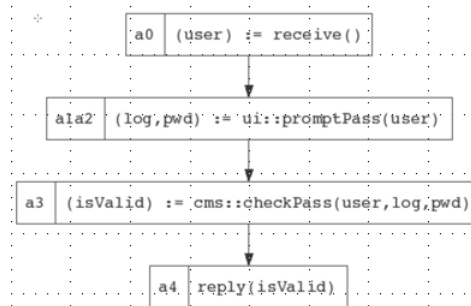 a0 (user) := receive()
a1a2 (log,pwd) := ui::promptPass(user)
a3 (isValid) := cms::checkPass(user,log,pwd)
a4 reply(isValid)